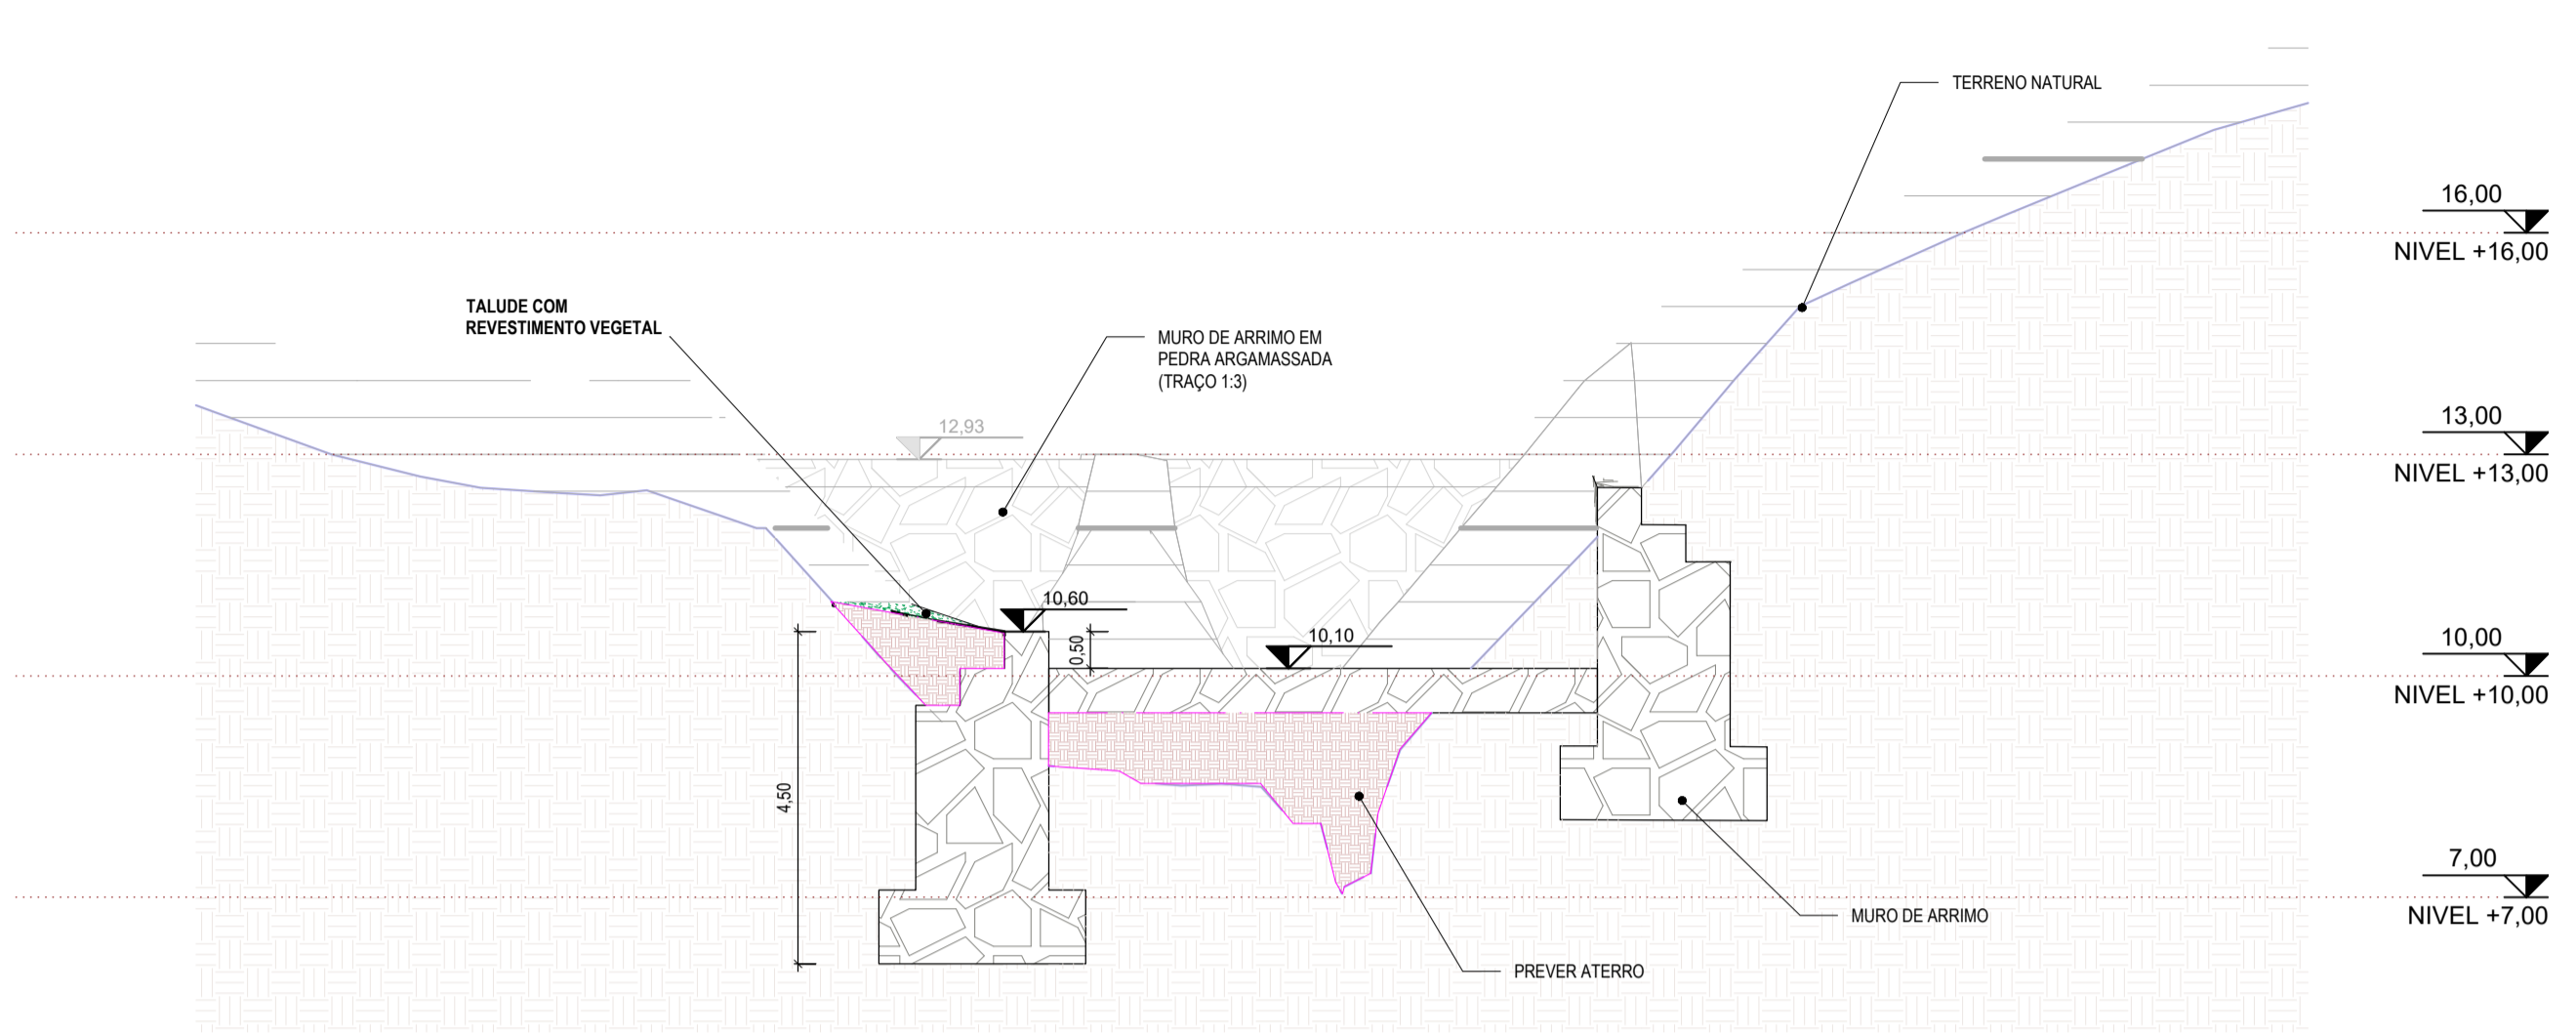 TERRENO NATURAL
16,00
NIVEL +16,00
TALUDE COM
REVESTIMENTO VEGETAL
MURO DE ARRIMO EM
PEDRA ARGAMASSADA
(TRAÇO 1:3)
12,93
13,00
NIVEL +13,00
10,60
0,50
10,10
10,00
NIVEL +10,00
4,50
7,00
NIVEL +7,00
MURO DE ARRIMO
PREVER ATERRO